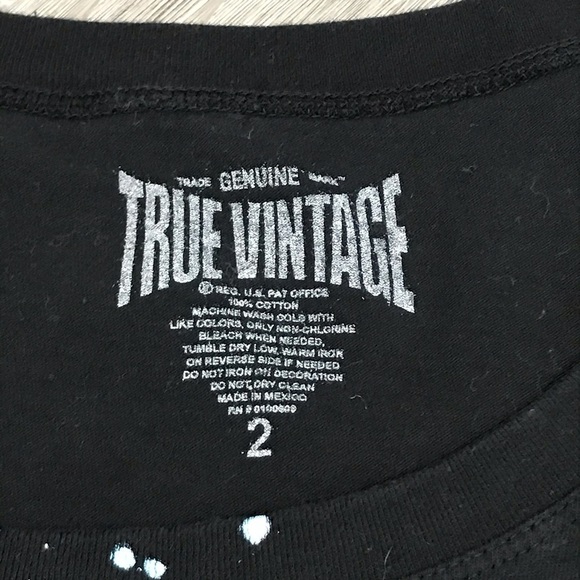 TRADE GENUINE MARK
TRUE VINTAGE
® REG. U.S. PAT OFFICE
100% COTTON
MACHINE WASH COLD WITH
LIKE COLORS, ONLY NON-CHLORINE
BLEACH WHEN NEEDED,
TUMBLE DRY LOW, WARM IRON
ON REVERSE SIDE IF NEEDED
DO NOT IRON ON DECORATION
DO NOT DRY CLEAN
MADE IN MEXICO
RN # 0100809
2